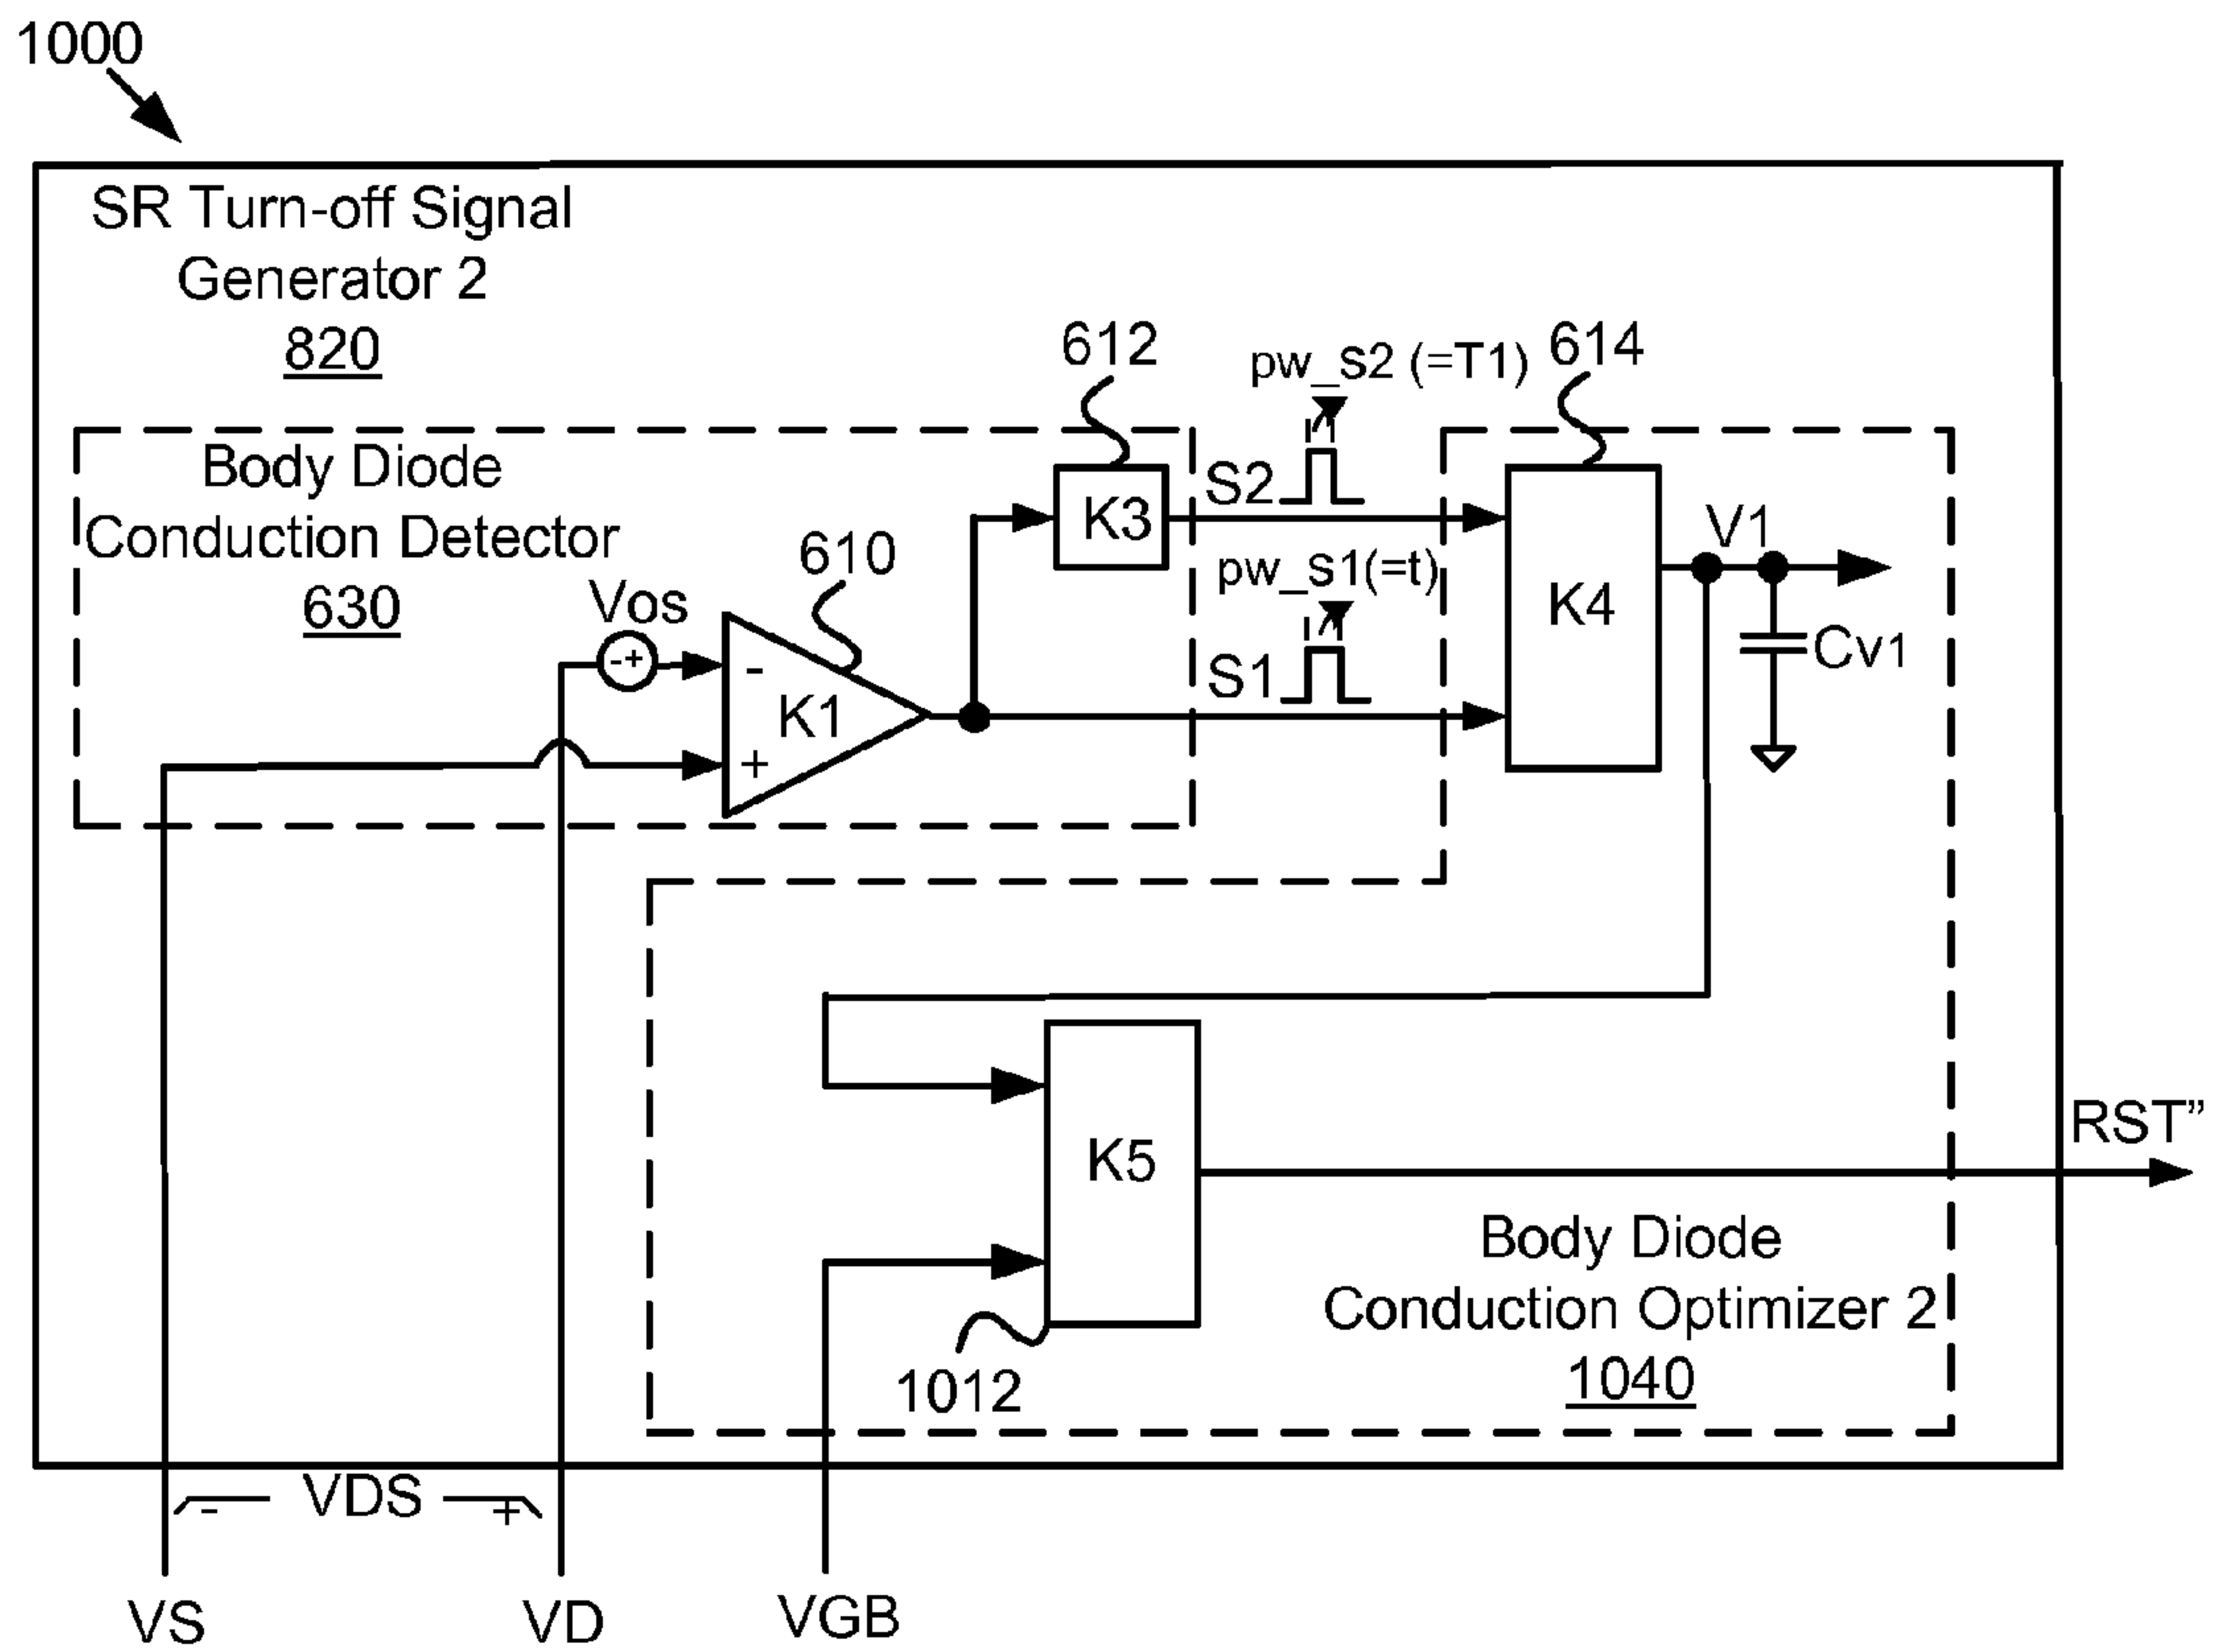 1000
SR Turn-off Signal
Generator 2
820
612
pw_s2 (=T1)
614
Body Diode
Conduction Detector
630
S2
K3
V1
610
pw_s1(=t)
Vos
K4
-+
-
S1
Cv1
K1
+
RST”
K5
Body Diode
Conduction Optimizer 2
1040
1012
- VDS +
VS
VD
VGB